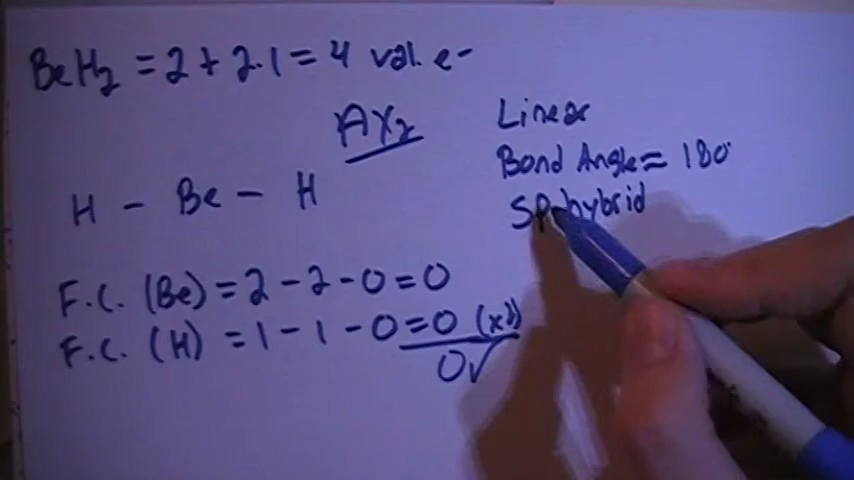 BeH₂ = 2 + 2·1 = 4 val. e⁻
AX₂
Linear
Bond Angle = 180°
SP hybrid
H – Be – H
F.C. (Be) = 2 – 2 – 0 = 0
F.C. (H) = 1 – 1 – 0 = 0 (x2)
0✓